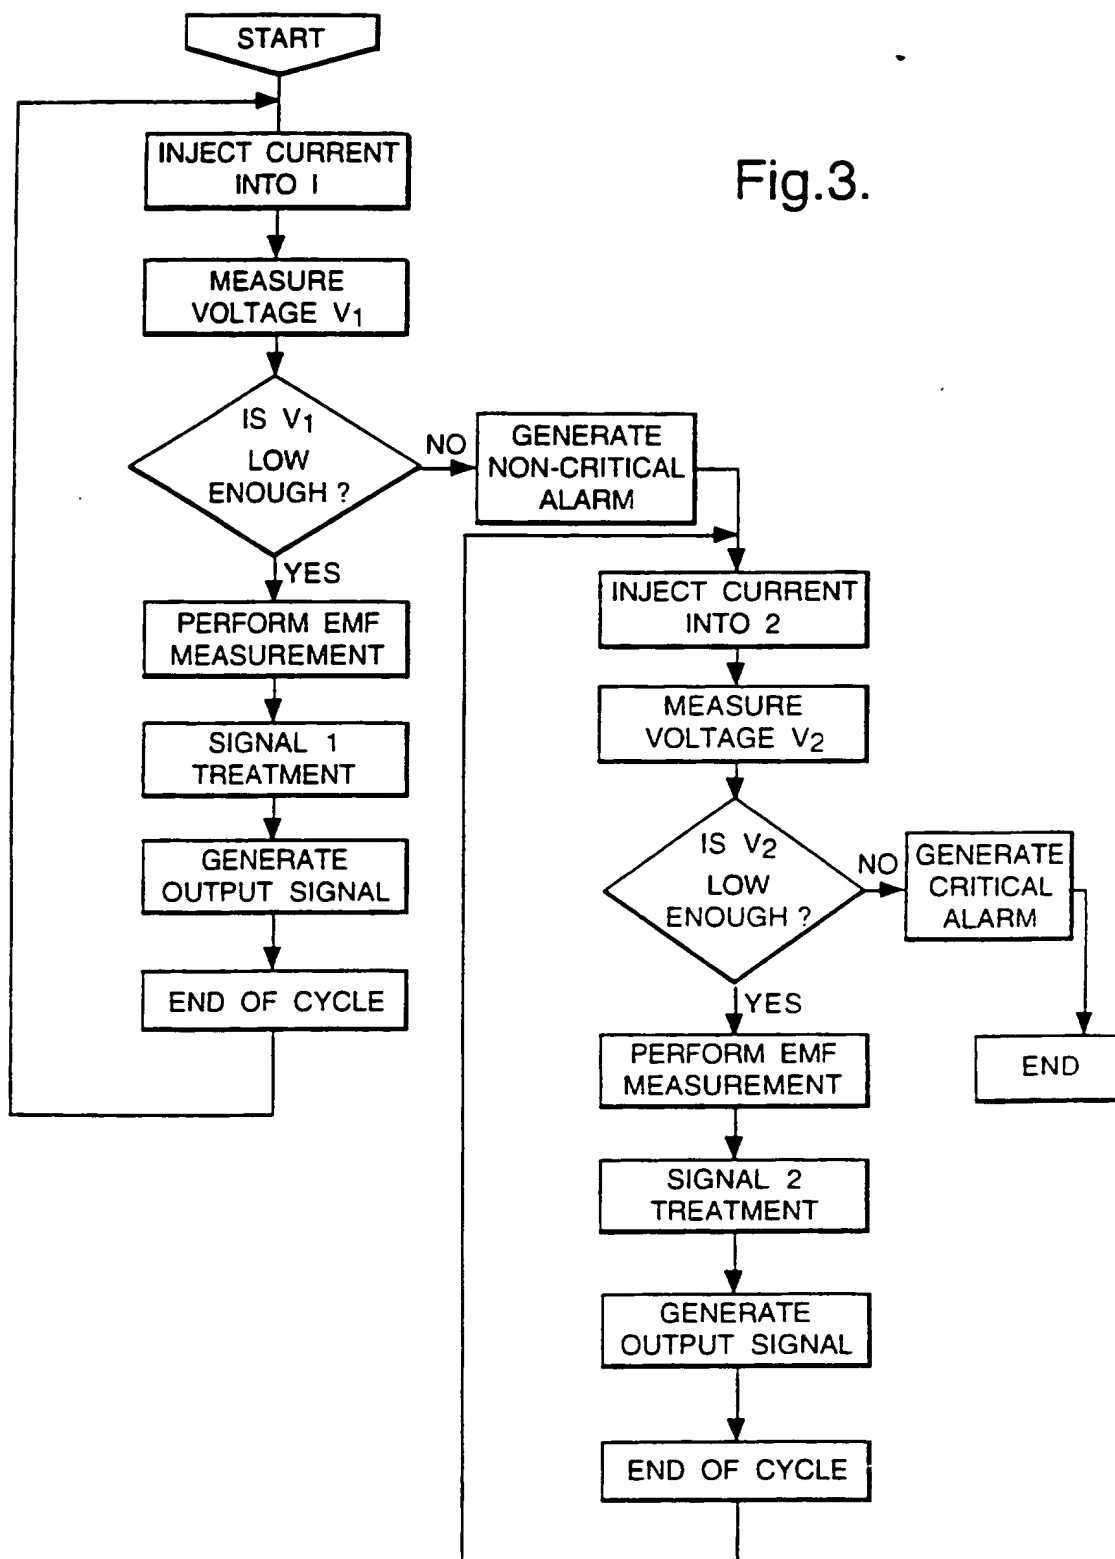 START
INJECT CURRENT
INTO 1
Fig.3.
MEASURE
VOLTAGE V1
IS V1
LOW
ENOUGH ?
NO
GENERATE
NON-CRITICAL
ALARM
YES
PERFORM EMF
MEASUREMENT
SIGNAL 1
TREATMENT
GENERATE
OUTPUT SIGNAL
END OF CYCLE
INJECT CURRENT
INTO 2
MEASURE
VOLTAGE V2
IS V2
LOW
ENOUGH ?
NO
GENERATE
CRITICAL
ALARM
END
YES
PERFORM EMF
MEASUREMENT
SIGNAL 2
TREATMENT
GENERATE
OUTPUT SIGNAL
END OF CYCLE